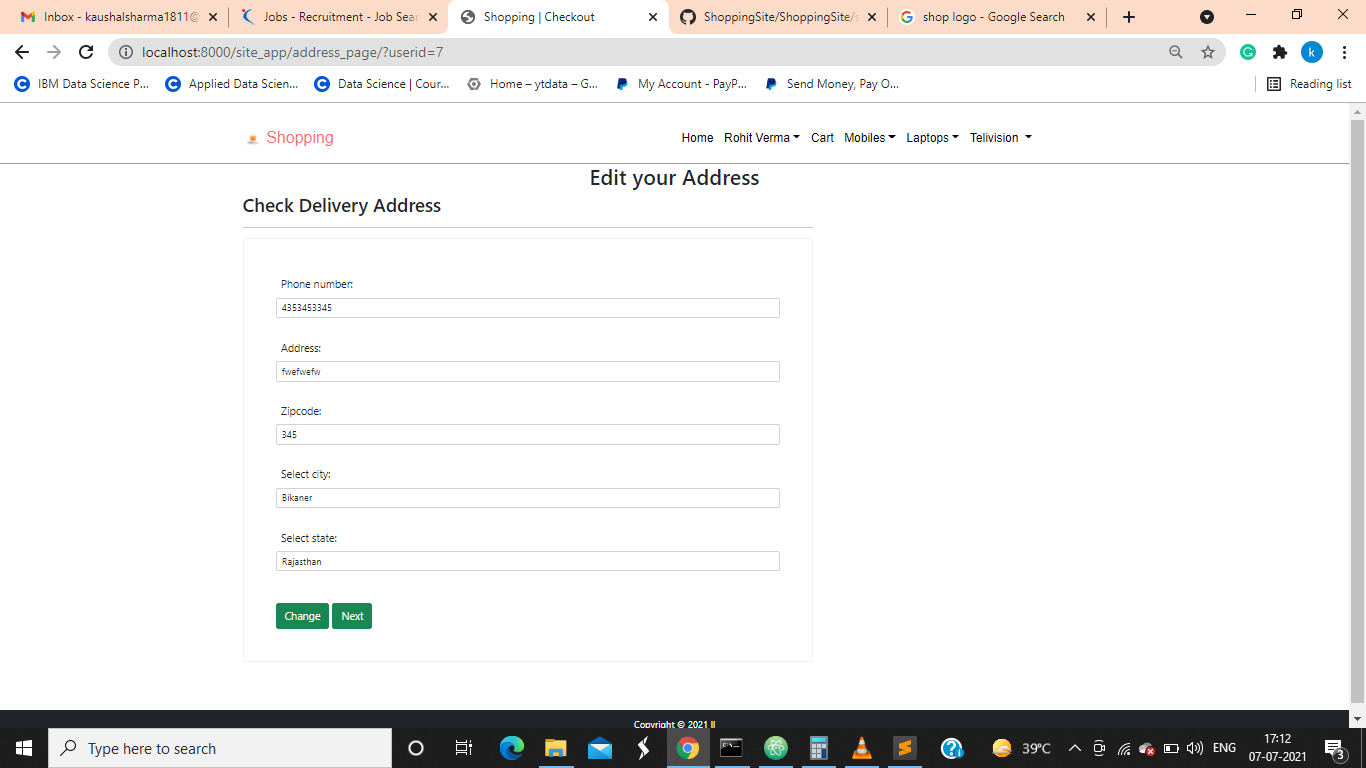 Inbox - kaushalsharma1811@
Jobs - Recruitment - Job Sear
Shopping | Checkout
ShoppingSite/ShoppingSite/s
shop logo - Google Search
localhost:8000/site_app/address_page/?userid=7
k
IBM Data Science P...
Applied Data Scien...
Data Science | Cour...
Home – ytdata – G...
My Account - PayP...
Send Money, Pay O...
Reading list
Shopping
Home Rohit Verma Cart Mobiles Laptops Telivision
Edit your Address
Check Delivery Address
Phone number:
4353453345
Address:
fwefwefw
Zipcode:
345
Select city:
Bikaner
Select state:
Rajasthan
Change Next
Copyright © 2021 ||
Type here to search
39°C
ENG
17:12
07-07-2021
3